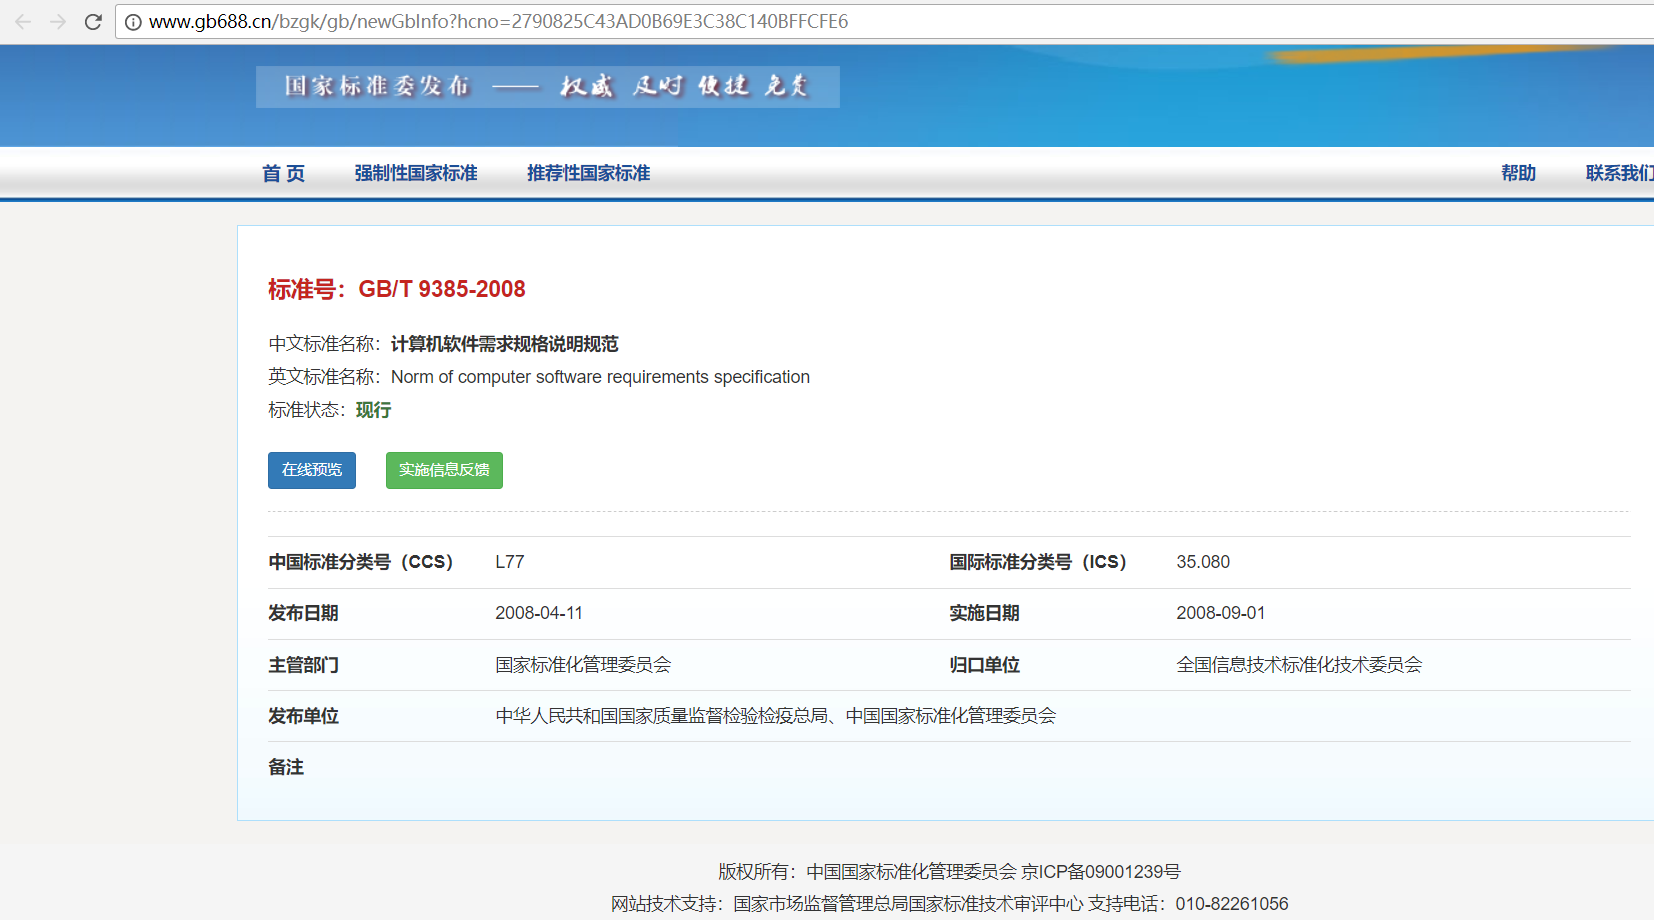 www.gb688.cn/bzgk/gb/newGbInfo?hcno=2790825C43AD0B69E3C38C140BFFCFE6
国家标准委发布 —— 权威 及时 便捷 免费
首 页 强制性国家标准 推荐性国家标准 帮助 联系我们
标准号：GB/T 9385-2008
中文标准名称：计算机软件需求规格说明规范
英文标准名称：Norm of computer software requirements specification
标准状态：现行
在线预览 实施信息反馈
中国标准分类号（CCS） L77 国际标准分类号（ICS） 35.080
发布日期 2008-04-11 实施日期 2008-09-01
主管部门 国家标准化管理委员会 归口单位 全国信息技术标准化技术委员会
发布单位 中华人民共和国国家质量监督检验检疫总局、中国国家标准化管理委员会
备注
版权所有：中国国家标准化管理委员会 京ICP备09001239号
网站技术支持：国家市场监督管理总局国家标准技术审评中心 支持电话：010-82261056